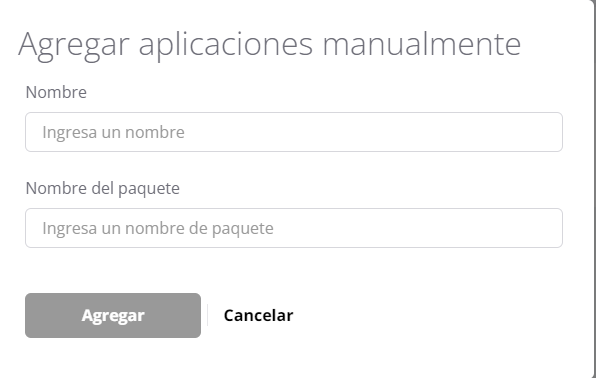 Agregar aplicaciones manualmente
Nombre
Ingresa un nombre
Nombre del paquete
Ingresa un nombre de paquete
Agregar
Cancelar